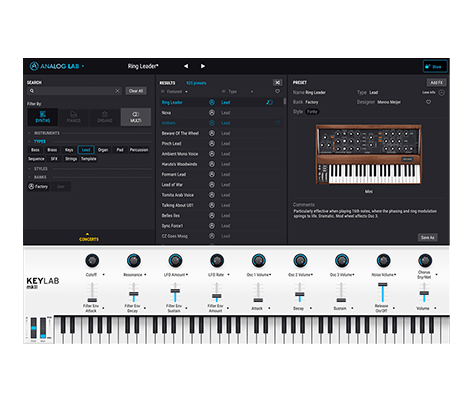 ANALOG LAB
Ring Leader*
Store
SEARCH
Clear All
Filter By:
SYNTHS
PIANOS
ORGANS
MULTI
INSTRUMENTS
TYPES
Bass Brass Keys Lead Organ Pad Percussion
Sequence SFX Strings Template
STYLES
BANKS
Factory User
CONCERTS
RESULTS
Featured
Type
Ring Leader Lead
Nova Lead
Lead
Beware Of The Wheel Lead
Pinch Lead Lead
Ambient Mono Voice Lead
Haruto's Woodwinds Lead
Formant Lead Lead
Lead of War Lead
Tomita Arab Voice Lead
Talking About U01 Lead
Belles Iles Lead
Sync Force1 Lead
CZ Goes Moog Lead
PRESET
Add FX
Name Ring Leader
Type Lead
Less Info
Bank Factory
Designer Menno Meijer
Style Funky
Mini
Comments
Particularly effective when playing 16th notes, where the phasing and ring modulation
springs to life. Dramatic. Mod wheel affects Osc 3.
Save As
KEYLAB
mkII
Cutoff
Resonance
LFO Amount
LFO Rate
Osc 1 Volume
Osc 2 Volume
Osc 3 Volume
Noise Volume
Chorus
Dry/Wet
Filter Env
Attack
Filter Env
Decay
Filter Env
Sustain
Filter Env
Amount
Attack
Decay
Sustain
Release
On/Off
Volume